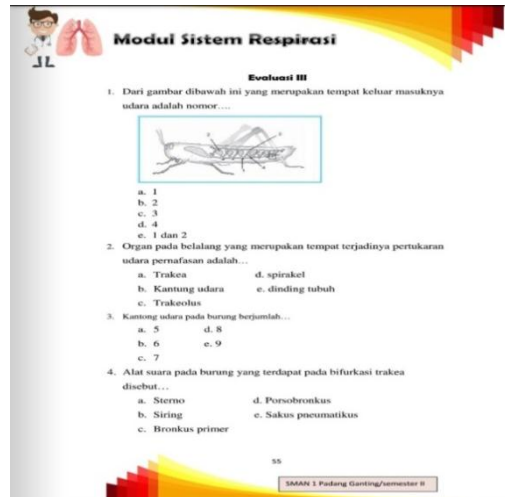 Modul Sistem Respirasi
Evaluasi III
1. Dari gambar dibawah ini yang merupakan tempat keluar masuknya
udara adalah nomor....
a. 1
b. 2
c. 3
d. 4
e. 1 dan 2
2. Organ pada belalang yang merupakan tempat terjadinya pertukaran
udara pernafasan adalah...
a. Trakea d. spirakel
b. Kantung udara e. dinding tubuh
c. Trakeolus
3. Kantong udara pada burung berjumlah...
a. 5 d. 8
b. 6 e. 9
c. 7
4. Alat suara pada burung yang terdapat pada bifurkasi trakea
disebut...
a. Sterno d. Porsobronkus
b. Siring e. Sakus pneumatikus
c. Bronkus primer
55
SMAN 1 Padang Ganting/semester II